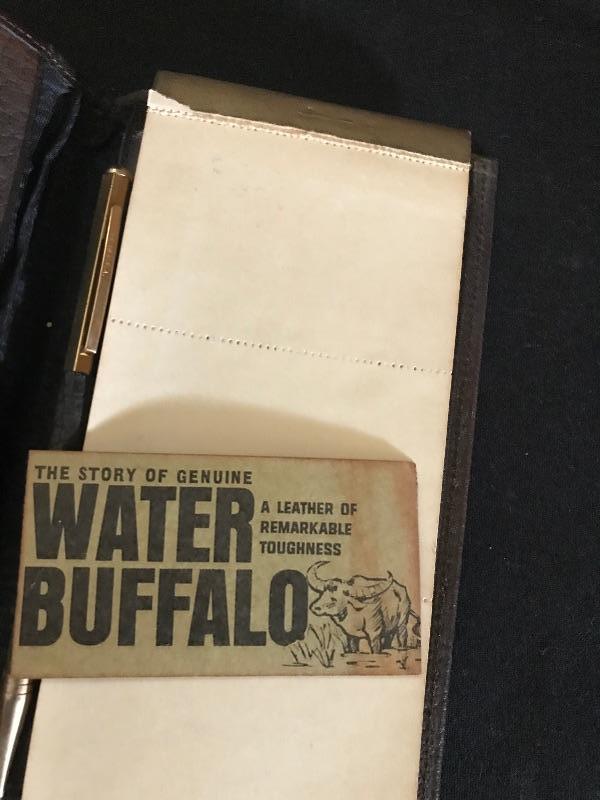 THE STORY OF GENUINE
WATER
BUFFALO
A LEATHER OF
REMARKABLE
TOUGHNESS